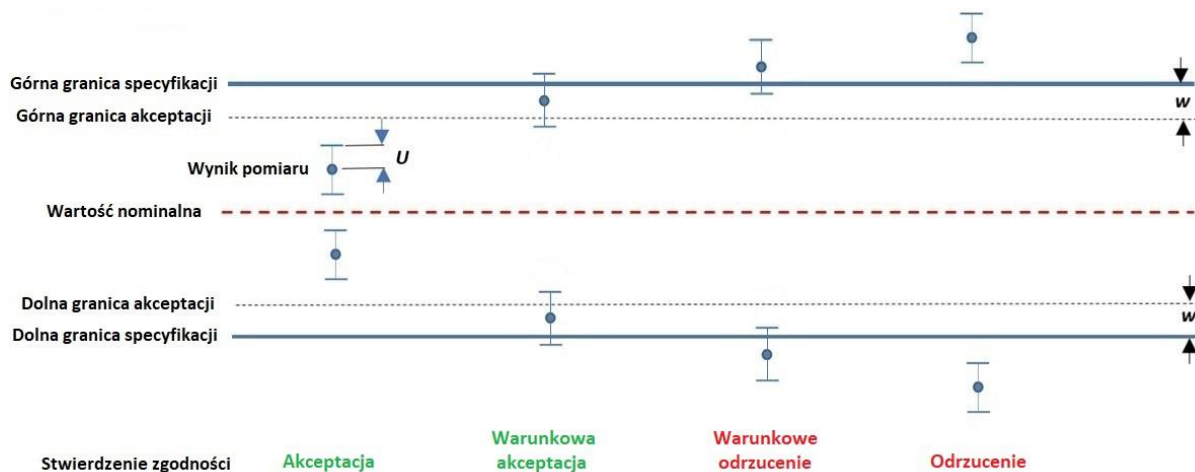 Górna granica specyfikacji
w
Górna granica akceptacji
U
Wynik pomiaru
Wartość nominalna
Dolna granica akceptacji
w
Dolna granica specyfikacji
Stwierdzenie zgodności
Akceptacja
Warunkowa
akceptacja
Warunkowe
odrzucenie
Odrzucenie